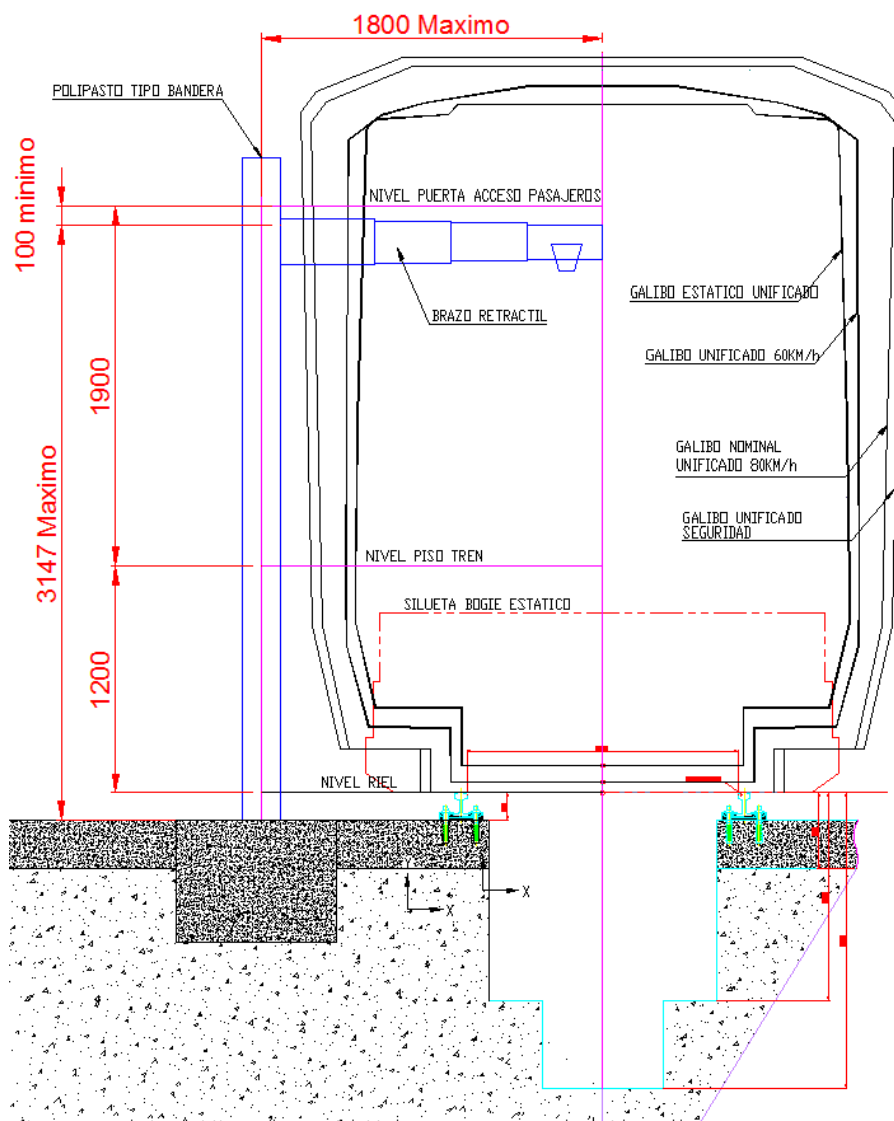 1800 Maximo
POLIPASTO TIPO BANDERA
NIVEL PUERTA ACCESO PASAJEROS
100 minimo
GALIBO ESTATICO UNIFICADO
BRAZO RETRACTIL
GALIBO UNIFICADO 60KM/h
1900
GALIBO NOMINAL
UNIFICADO 80KM/h
GALIBO UNIFICADO
SEGURIDAD
3147 Maximo
NIVEL PISO TREN
SILUETA BOGIE ESTATICO
1200
NIVEL RIEL
Y
X
X